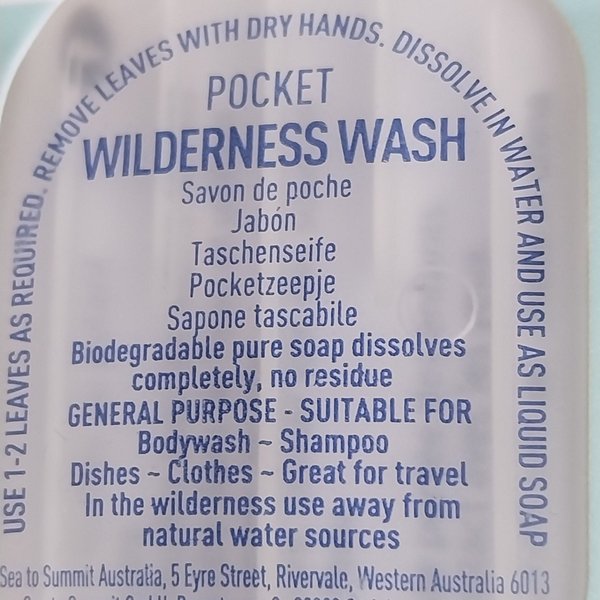 USE 1-2 LEAVES AS REQUIRED. REMOVE LEAVES WITH DRY HANDS. DISSOLVE IN WATER AND USE AS LIQUID SOAP
POCKET
WILDERNESS WASH
Savon de poche
Jabón
Taschenseife
Pocketzeepje
Sapone tascabile
Biodegradable pure soap dissolves
completely, no residue
GENERAL PURPOSE - SUITABLE FOR
Bodywash ~ Shampoo
Dishes ~ Clothes ~ Great for travel
In the wilderness use away from
natural water sources
Sea to Summit Australia, 5 Eyre Street, Rivervale, Western Australia 6013